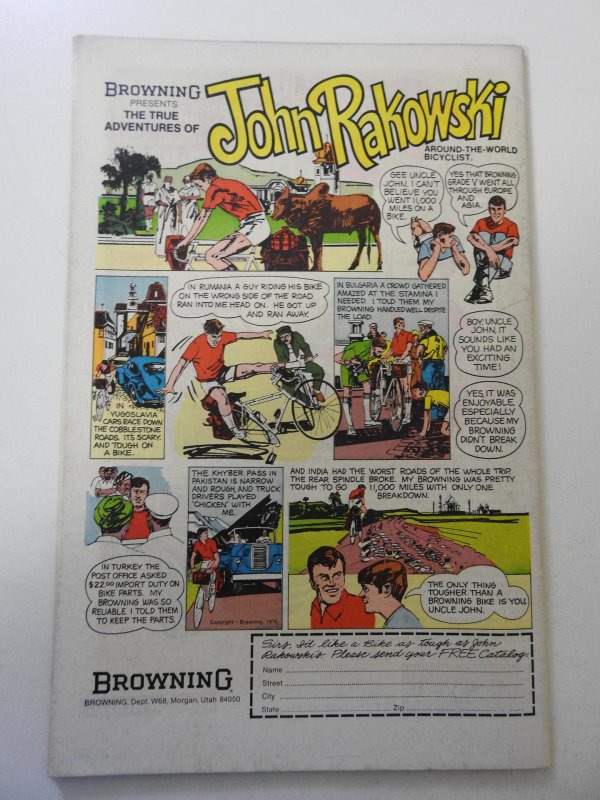 BROWNING
PRESENTS
THE TRUE
ADVENTURES OF
John Rakowski
AROUND-THE-WORLD
BICYCLIST.
GEE UNCLE
JOHN, I CAN'T
BELIEVE YOU
WENT 11,000
MILES ON A
BIKE.
YES THAT BROWNING
GRADE 'V' WENT ALL
THROUGH EUROPE
AND
ASIA.
IN YUGOSLAVIA
CARS RACE DOWN
THE COBBLESTONE
ROADS. IT'S SCARY.
AND TOUGH ON
A BIKE.
IN RUMANIA A GUY RIDING HIS BIKE
ON THE WRONG SIDE OF THE ROAD
RAN INTO ME HEAD ON. HE GOT UP
AND RAN AWAY.
IN BULGARIA A CROWD GATHERED
AMAZED AT THE STAMINA I
NEEDED. I TOLD THEM MY
BROWNING HANDLED WELL DESPITE
THE LOAD.
BOY, UNCLE
JOHN, IT
SOUNDS LIKE
YOU HAD AN
EXCITING
TIME!
YES, IT WAS
ENJOYABLE,
ESPECIALLY
BECAUSE MY
BROWNING
DIDN'T BREAK
DOWN.
IN TURKEY THE
POST OFFICE ASKED
$22.00 IMPORT DUTY ON
BIKE PARTS. MY
BROWNING WAS SO
RELIABLE I TOLD THEM
TO KEEP THE PARTS.
THE KHYBER PASS IN
PAKISTAN IS NARROW
AND ROUGH, AND TRUCK
DRIVERS PLAYED
'CHICKEN' WITH
ME.
Copyright • Browning, 1976
AND INDIA HAD THE WORST ROADS OF THE WHOLE TRIP.
THE REAR SPINDLE BROKE. MY BROWNING WAS PRETTY
TOUGH TO GO 11,000 MILES WITH ONLY ONE
BREAKDOWN.
THE ONLY THING
TOUGHER THAN A
BROWNING BIKE IS YOU,
UNCLE JOHN.
BROWNING
BROWNING, Dept. W68, Morgan, Utah 84050
Sirs, I'd like a Bike as tough as John
Rakowski's. Please send your FREE Catalog.
Name
Street
City
State Zip